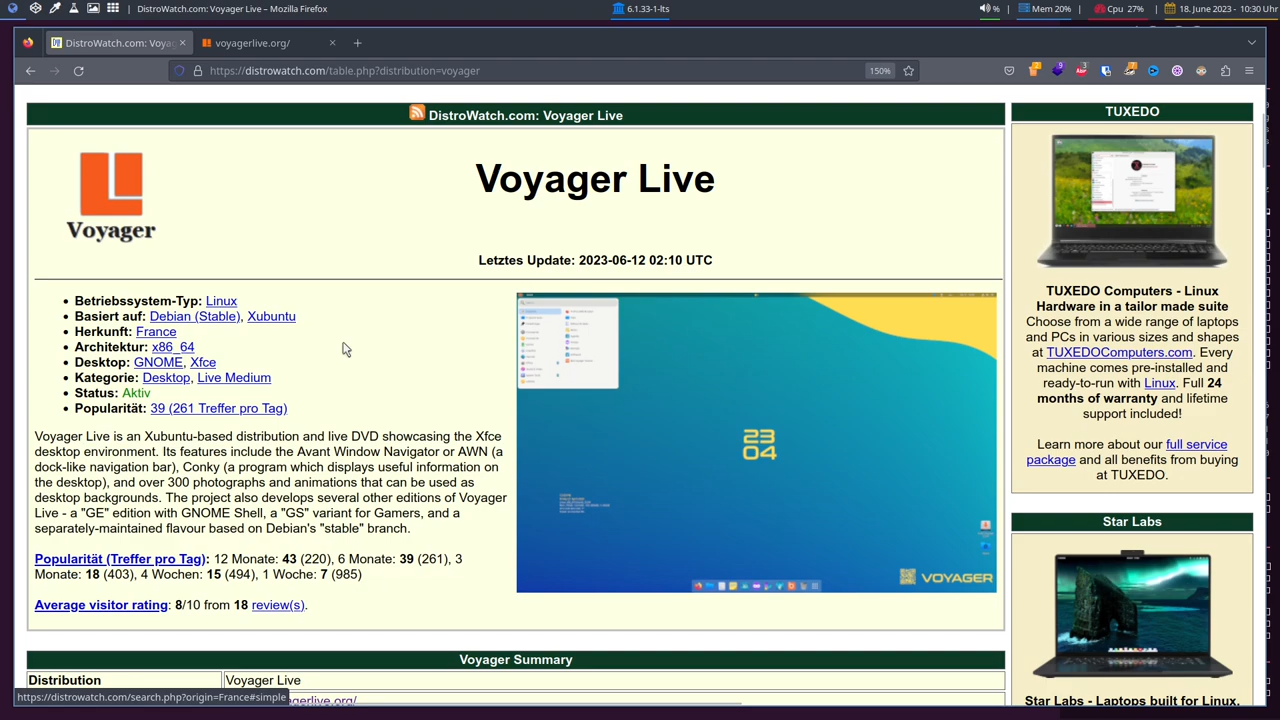 DistroWatch.com: Voyager Live – Mozilla Firefox
6.1.33-1-lts
%
Mem 20%
Cpu 27%
18. June 2023 - 10:30 Uhr
DistroWatch.com: Voyag
voyagerlive.org/
https://distrowatch.com/table.php?distribution=voyager
150%
DistroWatch.com: Voyager Live
Voyager
Voyager Live
Letztes Update: 2023-06-12 02:10 UTC
• Betriebssystem-Typ: Linux
• Basiert auf: Debian (Stable), Xubuntu
• Herkunft: France
• Architektur: x86_64
• Desktop: GNOME, Xfce
• Kategorie: Desktop, Live Medium
• Status: Aktiv
• Popularität: 39 (261 Treffer pro Tag)
Voyager Live is an Xubuntu-based distribution and live DVD showcasing the Xfce
desktop environment. Its features include the Avant Window Navigator or AWN (a
dock-like navigation bar), Conky (a program which displays useful information on
the desktop), and over 300 photographs and animations that can be used as
desktop backgrounds. The project also develops several other editions of Voyager
Live - a "GE" edition with GNOME Shell, a "GS" variant for Gamers, and a
separately-maintained flavour based on Debian's "stable" branch.
Popularität (Treffer pro Tag): 12 Monate: 43 (220), 6 Monate: 39 (261), 3
Monate: 18 (403), 4 Wochen: 15 (494), 1 Woche: 7 (985)
Average visitor rating: 8/10 from 18 review(s).
23
04
VOYAGER
Voyager Summary
Distribution
Voyager Live
https://distrowatch.com/search.php?origin=France#simple
TUXEDO
TUXEDO Computers - Linux
Hardware in a tailor made suite
Choose from a wide range of laptops
and PCs in various sizes and shapes
at TUXEDOComputers.com. Every
machine comes pre-installed and
ready-to-run with Linux. Full 24
months of warranty and lifetime
support included!
Learn more about our full service
package and all benefits from buying
at TUXEDO.
Star Labs
Star Labs - Laptops built for Linux.